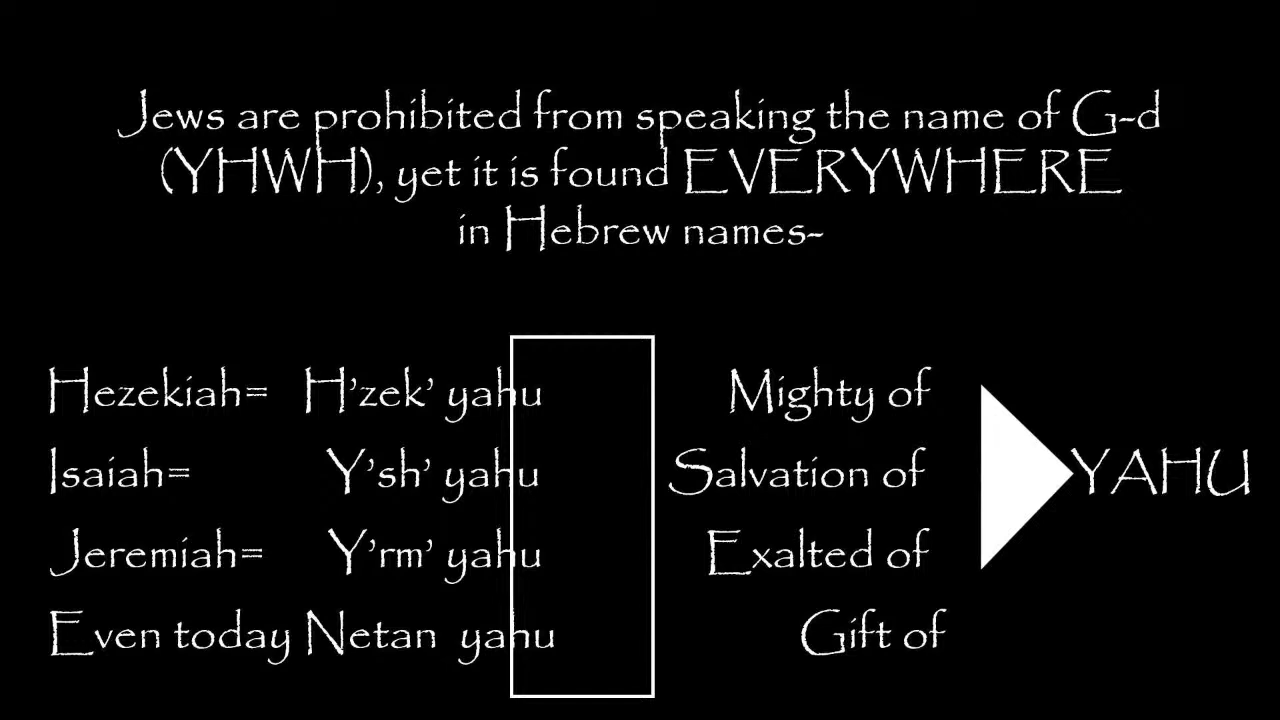 Jews are prohibited from speaking the name of G-d
(YHWH), yet it is found EVERYWHERE
in Hebrew names-
Hezekiah= H'zek' yahu Mighty of
Isaiah= Y'sh' yahu Salvation of YAHU
Jeremiah= Y'rm' yahu Exalted of
Even today Netan yahu Gift of